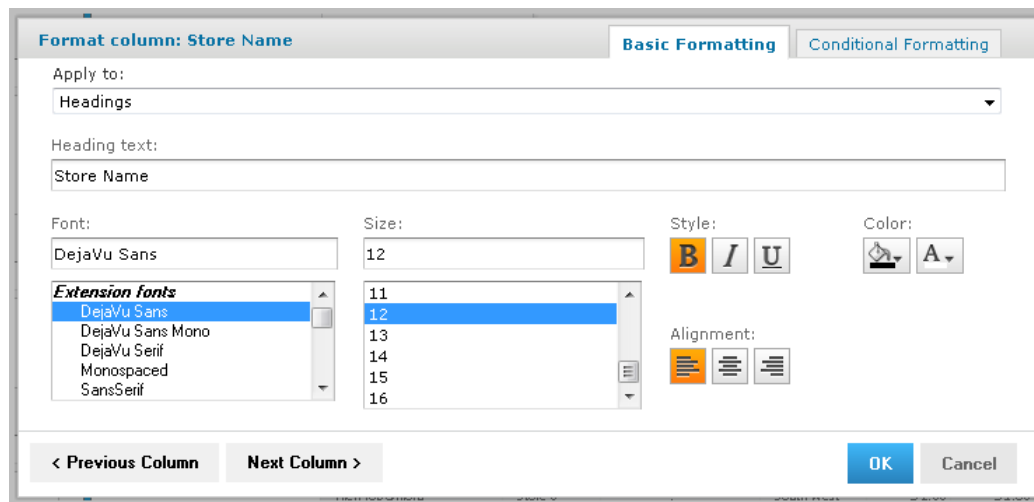 Format column: Store Name
Basic Formatting
Conditional Formatting
Apply to:
Headings
Heading text:
Store Name
Font: Size: Style: Color:
DejaVu Sans 12 B I U A
Extension fonts
DejaVu Sans
DejaVu Sans Mono
DejaVu Serif
Monospaced
SansSerif
11
12
13
14
15
16
Alignment:
< Previous Column Next Column > OK Cancel